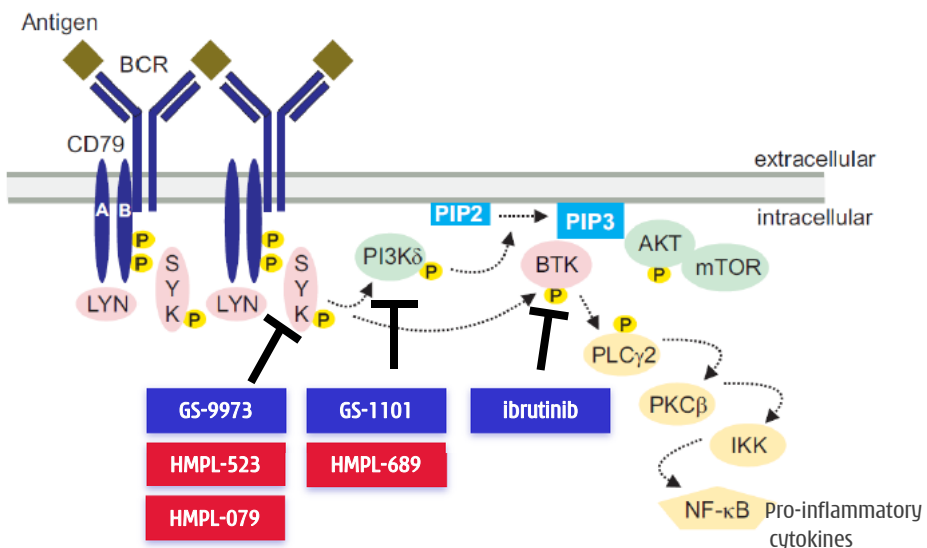 Antigen
BCR
CD79
extracellular
intracellular
A B
PIP2
PIP3
P
P
P
P
S
Y
K
P
S
Y
K
P
LYN
LYN
PI3Kδ
P
BTK
P
AKT
P
mTOR
P
PLCγ2
PKCβ
IKK
NF-κB
Pro-inflammatory
cytokines
GS-9973
GS-1101
ibrutinib
HMPL-523
HMPL-689
HMPL-079